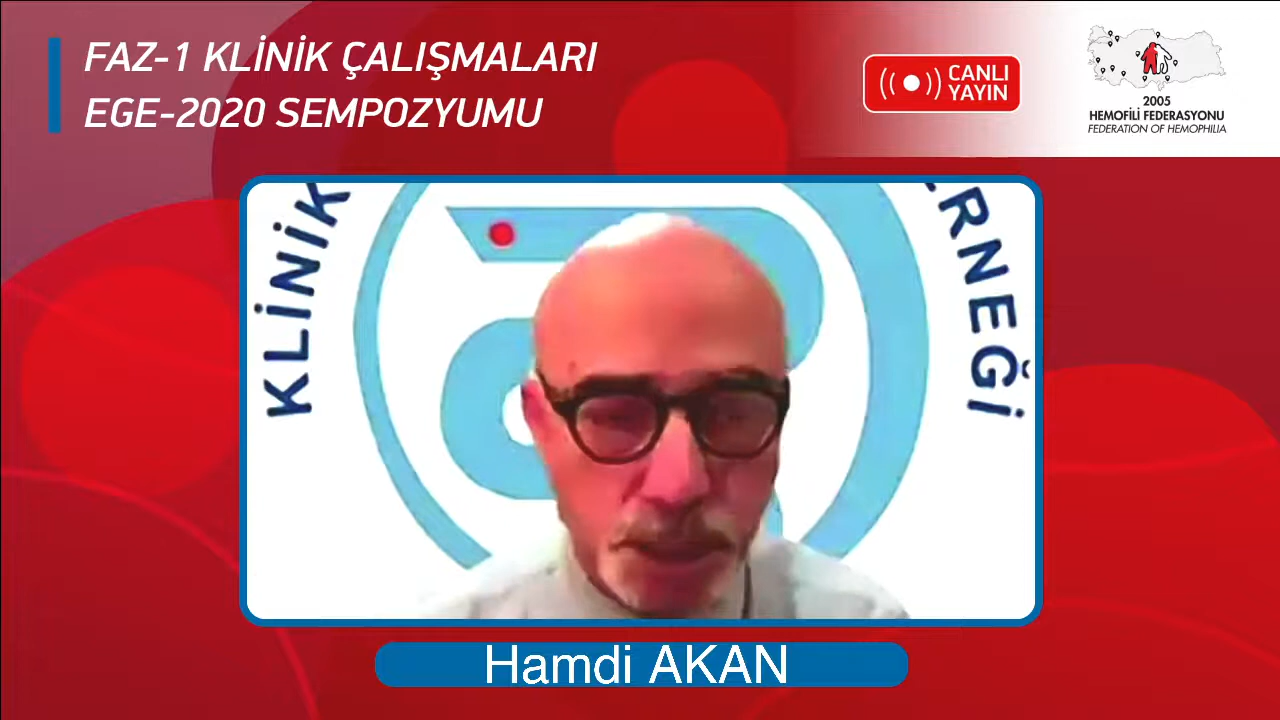 FAZ-1 KLİNİK ÇALIŞMALARI
EGE-2020 SEMPOZYUMU
CANLI
YAYIN
2005
HEMOFİLİ FEDERASYONU
FEDERATION OF HEMOPHILIA
KLİNİK
ERNEĞİ
Hamdi AKAN